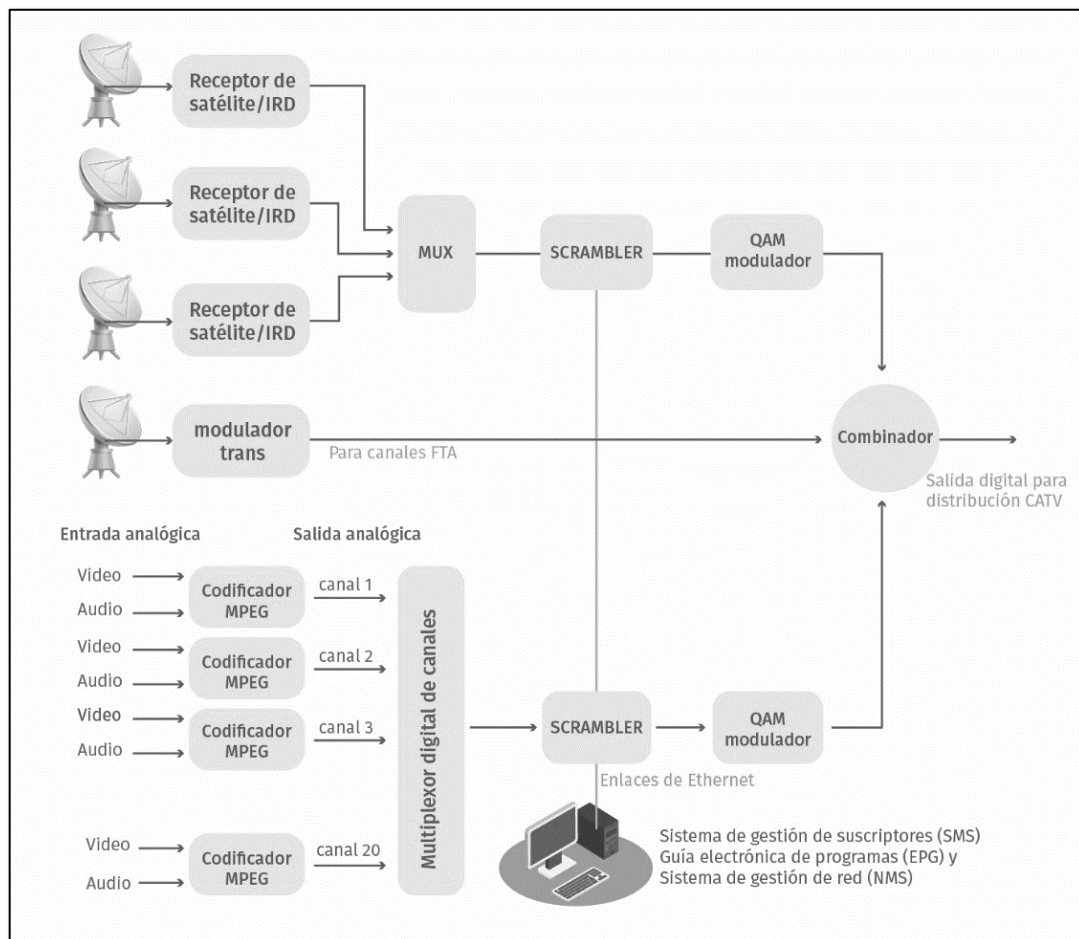 Receptor de
satélite/IRD
Receptor de
satélite/IRD
Receptor de
satélite/IRD
MUX
SCRAMBLER
QAM
modulador
modulador
trans
Para canales FTA
Combinador
Salida digital para
distribución CATV
Entrada analógica
Salida analógica
Video
Audio
Codificador
MPEG
canal 1
Video
Audio
Codificador
MPEG
canal 2
Video
Audio
Codificador
MPEG
canal 3
Video
Audio
Codificador
MPEG
canal 20
Multiplexor digital de canales
SCRAMBLER
QAM
modulador
Enlaces de Ethernet
Sistema de gestión de suscriptores (SMS)
Guía electrónica de programas (EPG) y
Sistema de gestión de red (NMS)